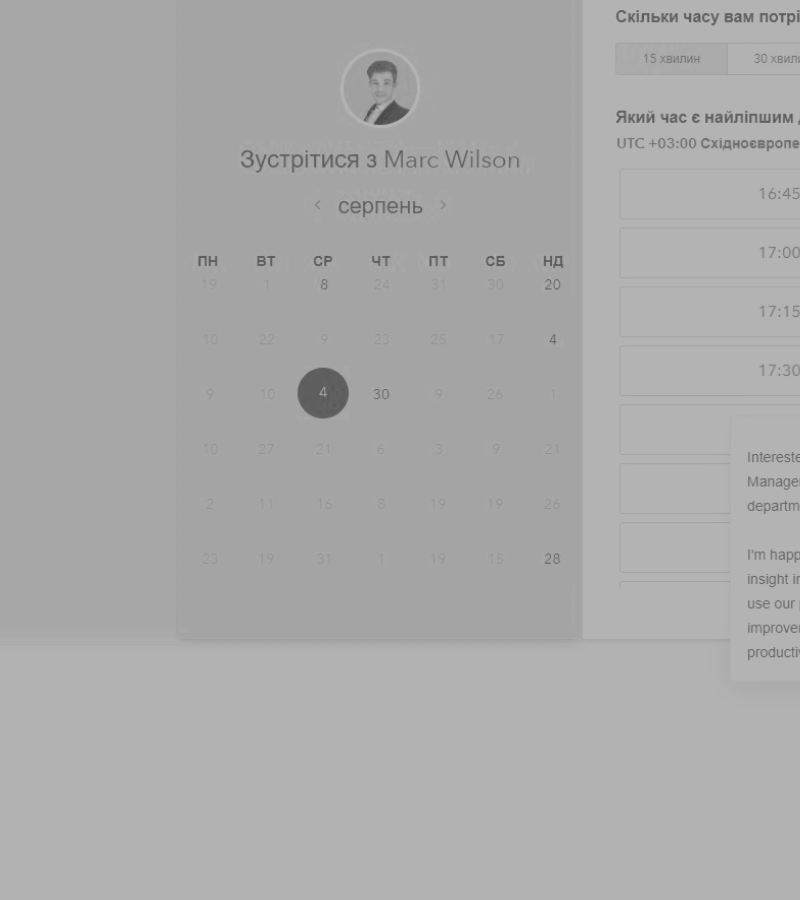 Зустрітися з Marc Wilson
‹ серпень ›
ПН ВТ СР ЧТ ПТ СБ НД
19 1 8 24 31 30 20
10 22 9 23 25 17 4
9 10 4 30 9 26 1
10 27 21 6 3 9 21
2 11 16 8 19 19 26
23 19 31 1 19 15 28
Скільки часу вам потрі
15 хвилин 30 хвили
Який час є найліпшим
UTC +03:00 Східноєвропе
16:45
17:00
17:15
17:30
Intereste
Manager
departm
I'm happ
insight in
use our
improver
productiv